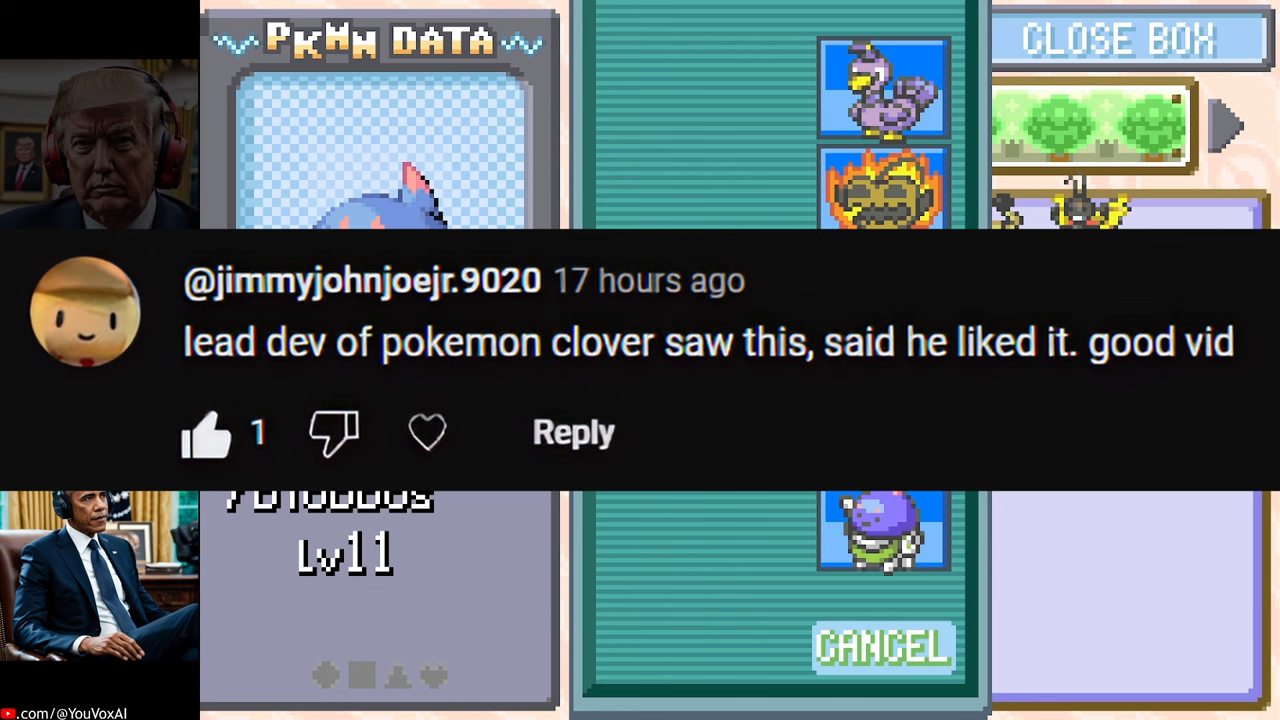 PKMN DATA
CLOSE BOX
@jimmyjohnjoejr.9020 17 hours ago
lead dev of pokemon clover saw this, said he liked it. good vid
1
Reply
Lv11
CANCEL
.com/@YouVoxAI